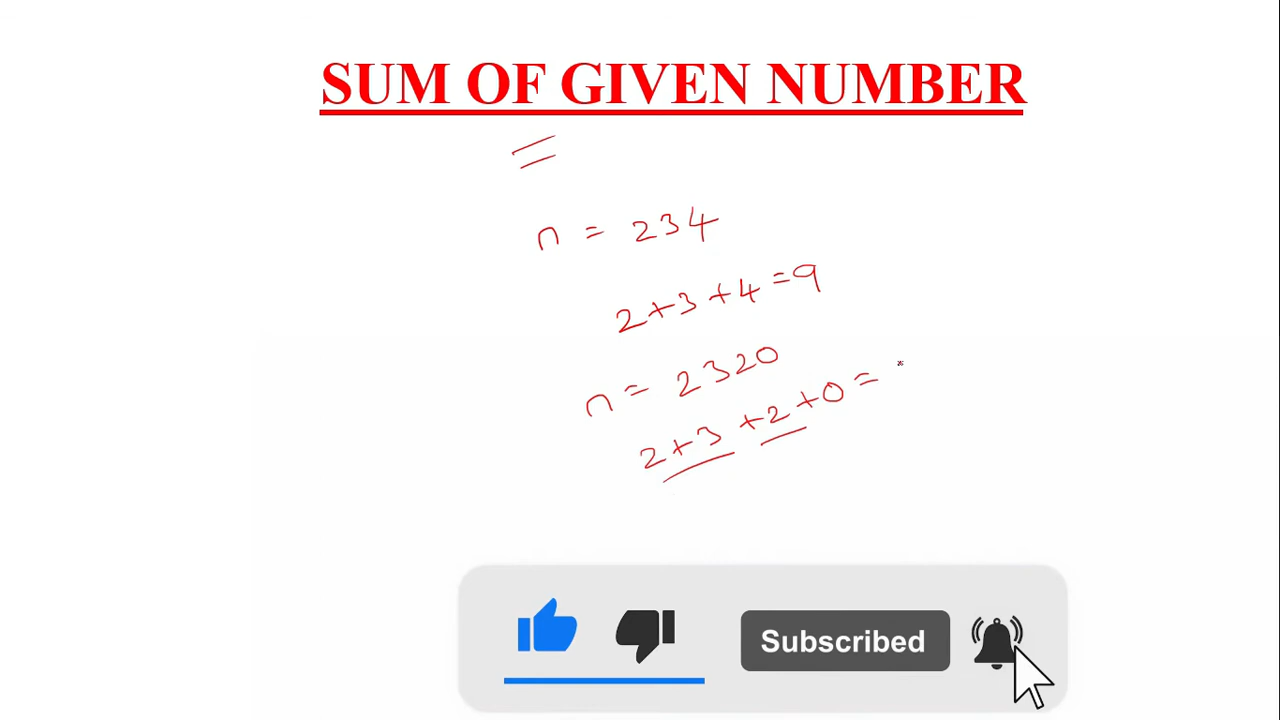 SUM OF GIVEN NUMBER
=
n = 234
2+3+4=9
n = 2320
2+3+2+0=
Subscribed